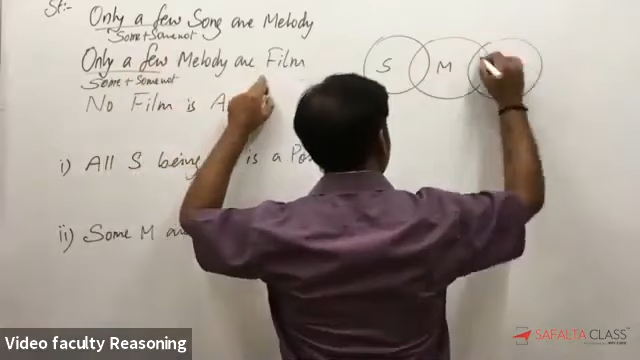 St:- Only a few Song are Melody
Some + Some not
Only a few Melody are Film
Some + Some not
No Film is A
i) All S being is a Pos
ii) Some M a
S M
SAFALTA CLASS
Video faculty Reasoning